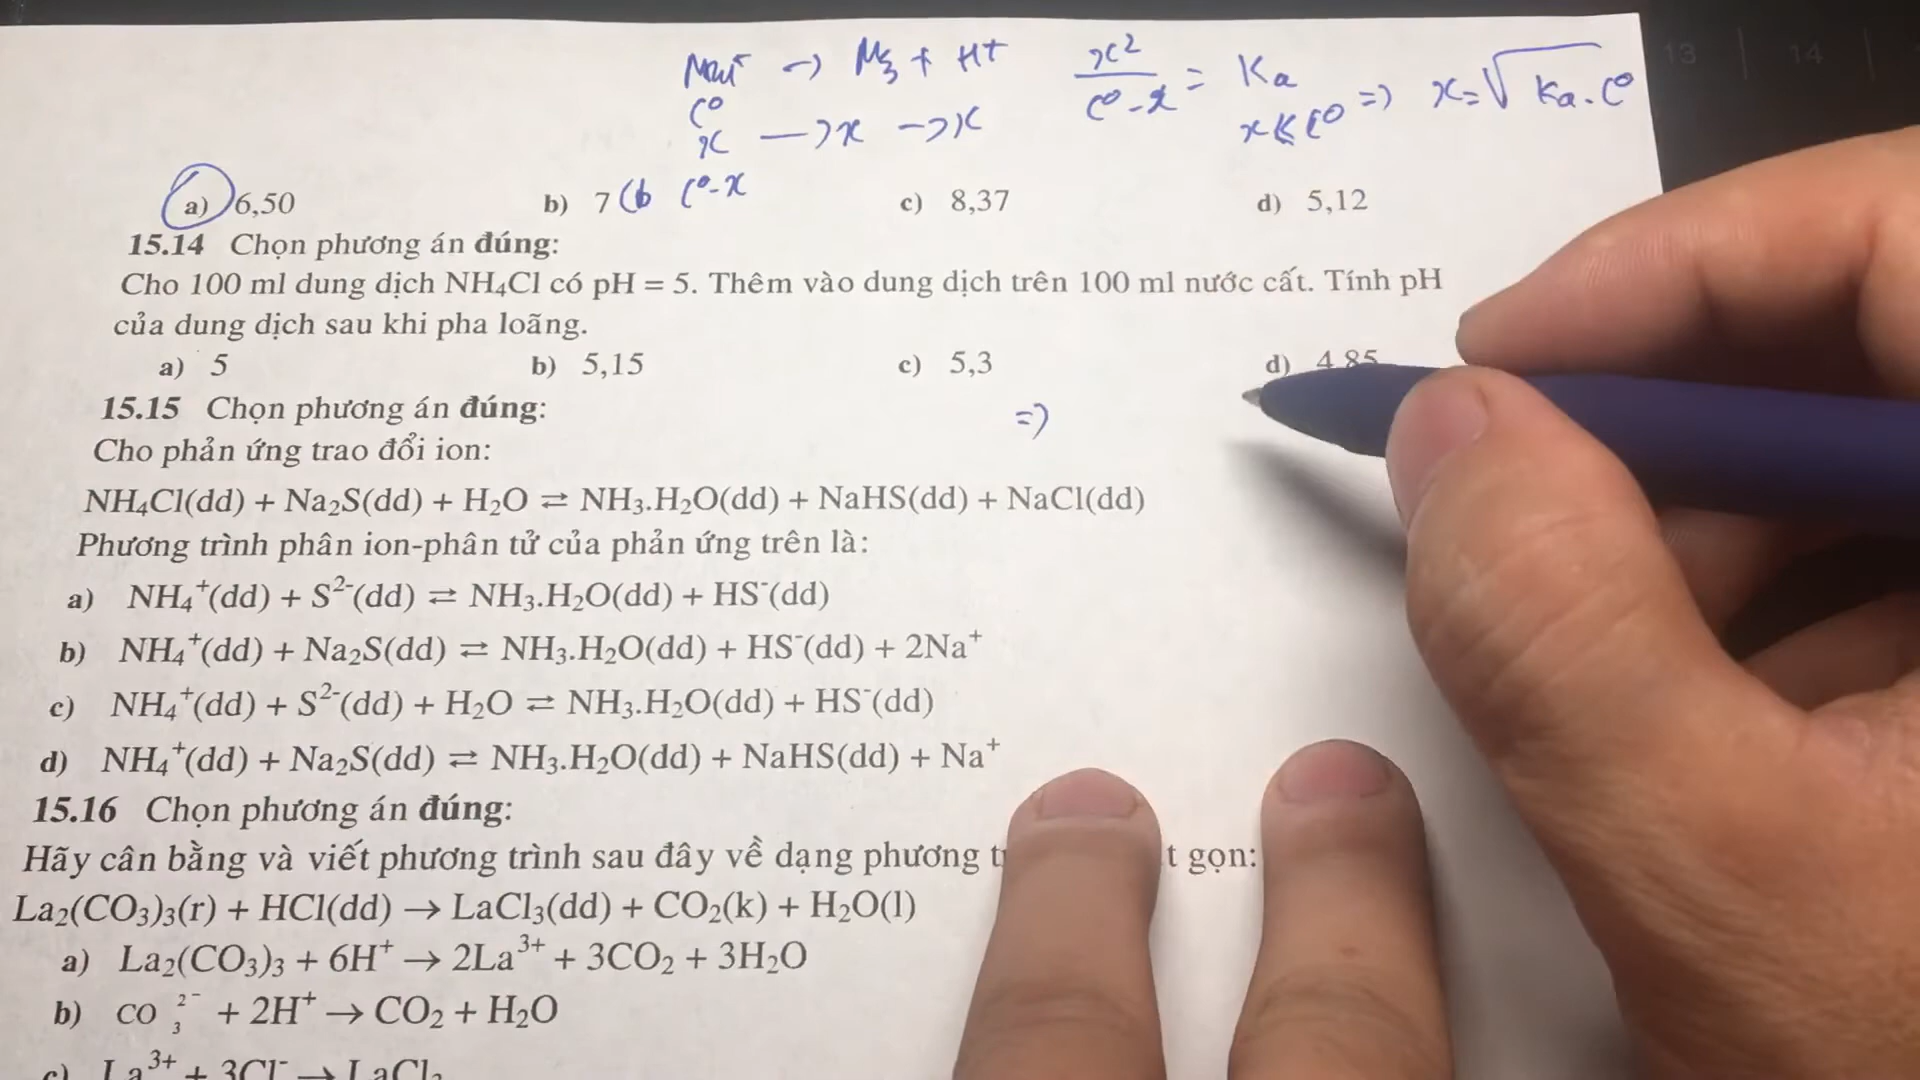 NH4+ -> NH3 + H+
C⁰
x —> x —> x
x² / C⁰ - x = Ka
x << C⁰ => x = √Ka.C⁰
a) 6,50 b) 7 Cb C⁰-x c) 8,37 d) 5,12
15.14 Chọn phương án đúng:
Cho 100 ml dung dịch NH₄Cl có pH = 5. Thêm vào dung dịch trên 100 ml nước cất. Tính pH
của dung dịch sau khi pha loãng.
a) 5 b) 5,15 c) 5,3 d) 4,85
15.15 Chọn phương án đúng:
=>
Cho phản ứng trao đổi ion:
NH₄Cl(dd) + Na₂S(dd) + H₂O ⇌ NH₃.H₂O(dd) + NaHS(dd) + NaCl(dd)
Phương trình phân ion-phân tử của phản ứng trên là:
a) NH₄⁺(dd) + S²⁻(dd) ⇌ NH₃.H₂O(dd) + HS⁻(dd)
b) NH₄⁺(dd) + Na₂S(dd) ⇌ NH₃.H₂O(dd) + HS⁻(dd) + 2Na⁺
c) NH₄⁺(dd) + S²⁻(dd) + H₂O ⇌ NH₃.H₂O(dd) + HS⁻(dd)
d) NH₄⁺(dd) + Na₂S(dd) ⇌ NH₃.H₂O(dd) + NaHS(dd) + Na⁺
15.16 Chọn phương án đúng:
Hãy cân bằng và viết phương trình sau đây về dạng phương t gọn:
La₂(CO₃)₃(r) + HCl(dd) → LaCl₃(dd) + CO₂(k) + H₂O(l)
a) La₂(CO₃)₃ + 6H⁺ → 2La³⁺ + 3CO₂ + 3H₂O
b) CO₃²⁻ + 2H⁺ → CO₂ + H₂O
c) La³⁺ + 3Cl⁻ → LaCl₃
13 14